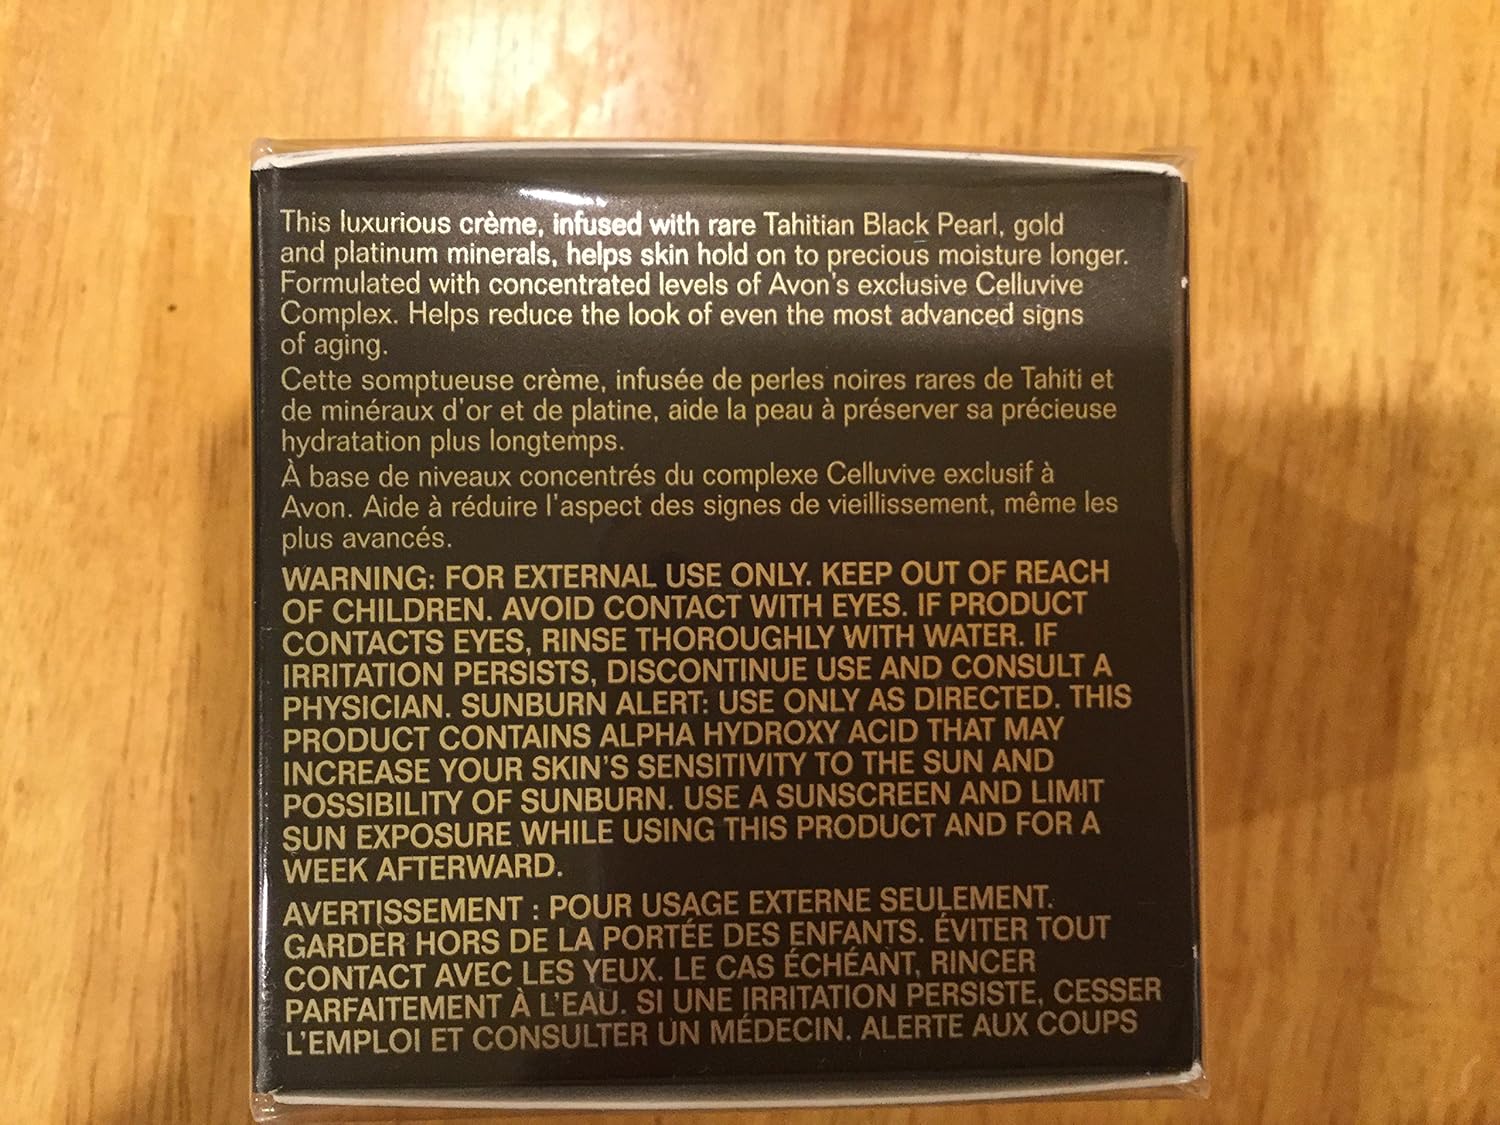 This luxurious crème, infused with rare Tahitian Black Pearl, gold
and platinum minerals, helps skin hold on to precious moisture longer.
Formulated with concentrated levels of Avon's exclusive Celluvive
Complex. Helps reduce the look of even the most advanced signs
of aging.
Cette somptueuse crème, infusée de perles noires rares de Tahiti et
de minéraux d'or et de platine, aide la peau à préserver sa précieuse
hydratation plus longtemps.
À base de niveaux concentrés du complexe Celluvive exclusif à
Avon. Aide à réduire l'aspect des signes de vieillissement, même les
plus avancés.
WARNING: FOR EXTERNAL USE ONLY. KEEP OUT OF REACH
OF CHILDREN. AVOID CONTACT WITH EYES. IF PRODUCT
CONTACTS EYES, RINSE THOROUGHLY WITH WATER. IF
IRRITATION PERSISTS, DISCONTINUE USE AND CONSULT A
PHYSICIAN. SUNBURN ALERT: USE ONLY AS DIRECTED. THIS
PRODUCT CONTAINS ALPHA HYDROXY ACID THAT MAY
INCREASE YOUR SKIN'S SENSITIVITY TO THE SUN AND
POSSIBILITY OF SUNBURN. USE A SUNSCREEN AND LIMIT
SUN EXPOSURE WHILE USING THIS PRODUCT AND FOR A
WEEK AFTERWARD.
AVERTISSEMENT : POUR USAGE EXTERNE SEULEMENT.
GARDER HORS DE LA PORTÉE DES ENFANTS. ÉVITER TOUT
CONTACT AVEC LES YEUX. LE CAS ÉCHÉANT, RINCER
PARFAITEMENT À L'EAU. SI UNE IRRITATION PERSISTE, CESSER
L'EMPLOI ET CONSULTER UN MÉDECIN. ALERTE AUX COUPS